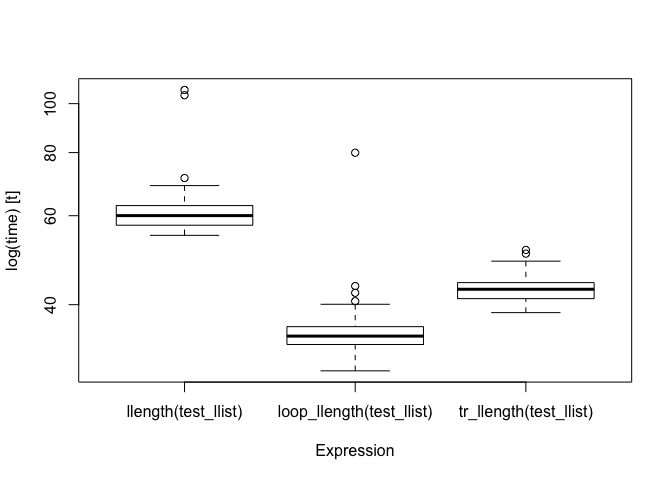 100
80
60
40
log(time) [t]
llength(test_llist)
loop_llength(test_llist)
tr_llength(test_llist)
Expression